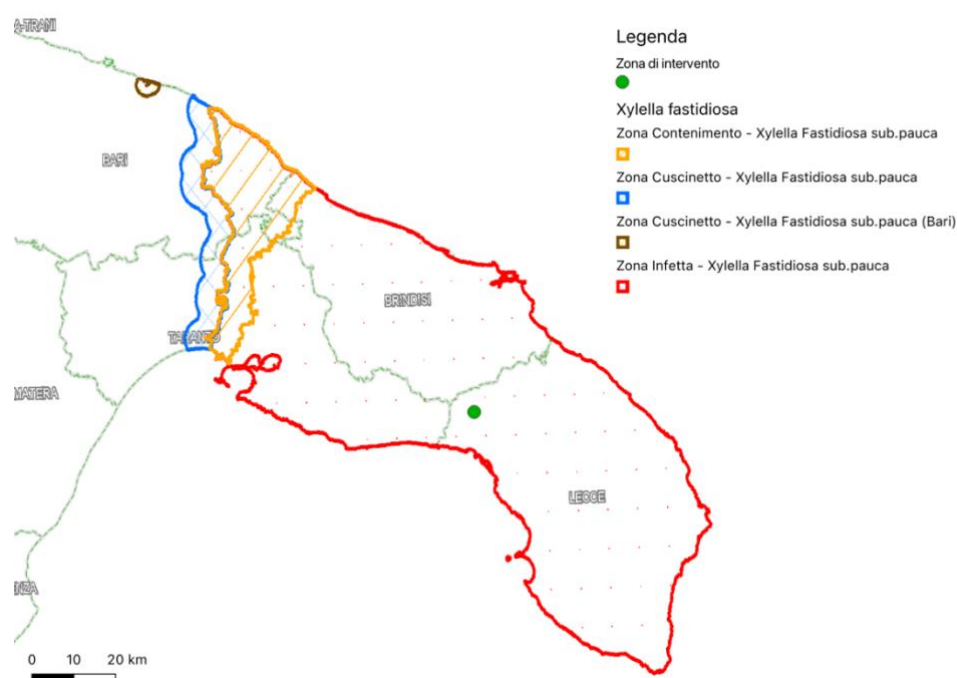 A-TRANI
BARI
TARANTO
MATERA
ENZA
BRINDISI
LECCE
0 10 20 km
Legenda
Zona di intervento
Xylella fastidiosa
Zona Contenimento - Xylella Fastidiosa sub.pauca
Zona Cuscinetto - Xylella Fastidiosa sub.pauca
Zona Cuscinetto - Xylella Fastidiosa sub.pauca (Bari)
Zona Infetta - Xylella Fastidiosa sub.pauca